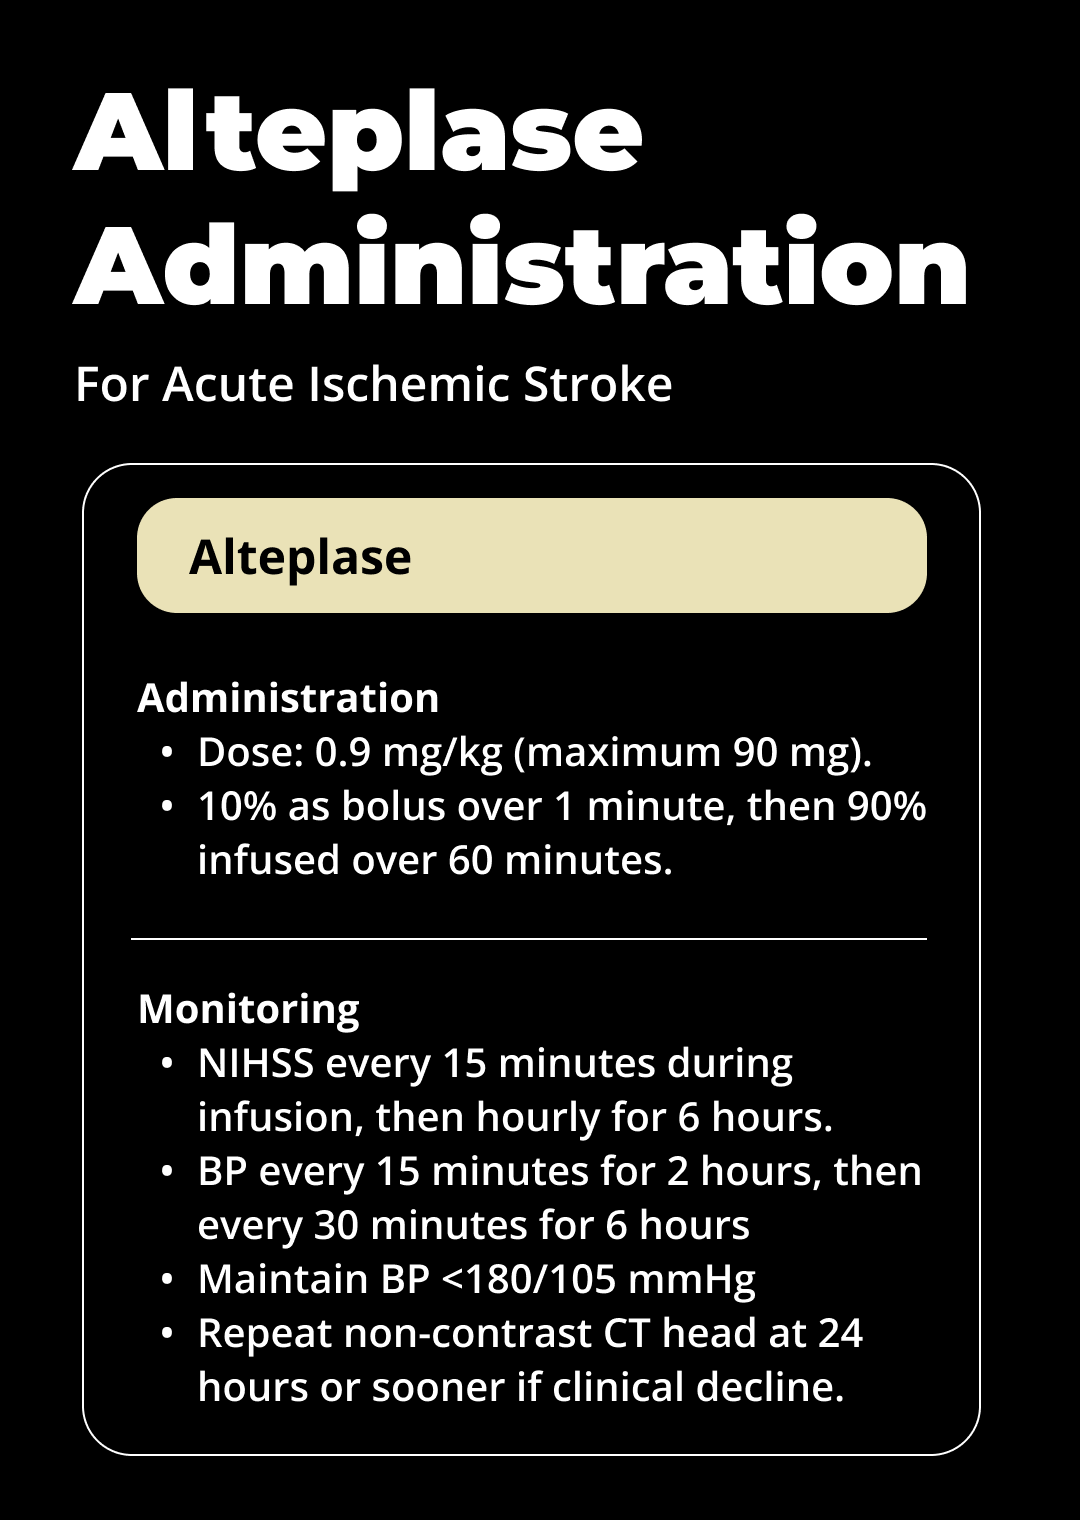 Alteplase
Administration
For Acute Ischemic Stroke
Alteplase
Administration
• Dose: 0.9 mg/kg (maximum 90 mg).
• 10% as bolus over 1 minute, then 90%
infused over 60 minutes.
Monitoring
• NIHSS every 15 minutes during
infusion, then hourly for 6 hours.
• BP every 15 minutes for 2 hours, then
every 30 minutes for 6 hours
• Maintain BP <180/105 mmHg
• Repeat non-contrast CT head at 24
hours or sooner if clinical decline.